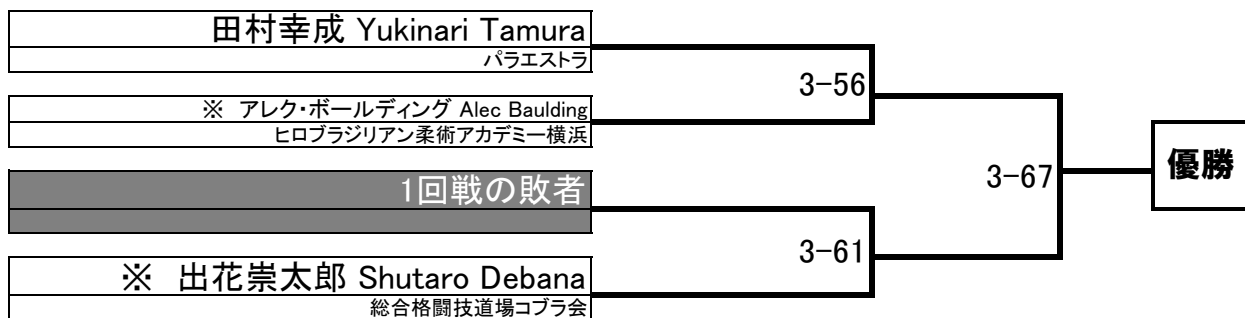 田村幸成 Yukinari Tamura
パラエストラ
3-56
※ アレク・ボールディング Alec Baulding
ヒロブラジリアン柔術アカデミー横浜
3-67
優勝
1回戦の敗者
3-61
※ 出花崇太郎 Shutaro Debana
総合格闘技道場コブラ会